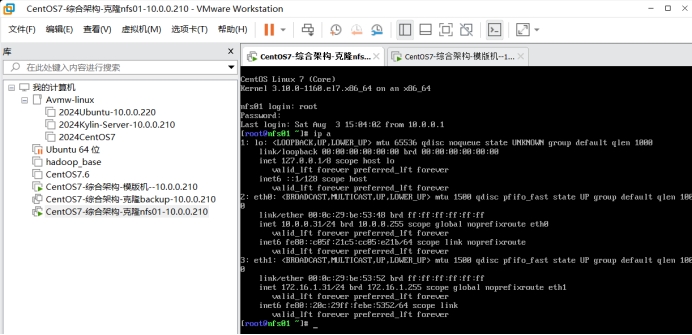 CentOS7-综合架构-克隆nfs01-10.0.0.210 - VMware Workstation
文件(F) 编辑(E) 查看(V) 虚拟机(M) 选项卡(T) 帮助(H)
库
在此处键入内容进行搜索
我的计算机
Avmw-linux
2024Ubuntu-10.0.0.220
2024Kylin-Server-10.0.0.210
2024CentOS7
Ubuntu 64 位
hadoop_base
CentOS7.6
CentOS7-综合架构-模版机--10.0.0.210
CentOS7-综合架构-克隆backup-10.0.0.210
CentOS7-综合架构-克隆nfs01-10.0.0.210
CentOS7-综合架构-克隆nfs...
CentOS7-综合架构-模版机--1...
CentOS Linux 7 (Core)
Kernel 3.10.0-1160.el7.x86_64 on an x86_64
nfs01 login: root
Password:
Last login: Sat Aug  3 15:04:02 from 10.0.0.1
[root@nfs01 ~]# ip a
1: lo: <LOOPBACK,UP,LOWER_UP> mtu 65536 qdisc noqueue state UNKNOWN group default qlen 1000
link/loopback 00:00:00:00:00:00 brd 00:00:00:00:00:00
inet 127.0.0.1/8 scope host lo
valid_lft forever preferred_lft forever
inet6 ::1/128 scope host
valid_lft forever preferred_lft forever
2: eth0: <BROADCAST,MULTICAST,UP,LOWER_UP> mtu 1500 qdisc pfifo_fast state UP group default qlen 100
0
link/ether 00:0c:29:be:53:48 brd ff:ff:ff:ff:ff:ff
inet 10.0.0.31/24 brd 10.0.0.255 scope global noprefixroute eth0
valid_lft forever preferred_lft forever
inet6 fe80::c05f:21c5:cc05:e21b/64 scope link noprefixroute
valid_lft forever preferred_lft forever
3: eth1: <BROADCAST,MULTICAST,UP,LOWER_UP> mtu 1500 qdisc pfifo_fast state UP group default qlen 100
0
link/ether 00:0c:29:be:53:52 brd ff:ff:ff:ff:ff:ff
inet 172.16.1.31/24 brd 172.16.1.255 scope global noprefixroute eth1
valid_lft forever preferred_lft forever
inet6 fe80::20c:29ff:febe:5352/64 scope link
valid_lft forever preferred_lft forever
[root@nfs01 ~]# _